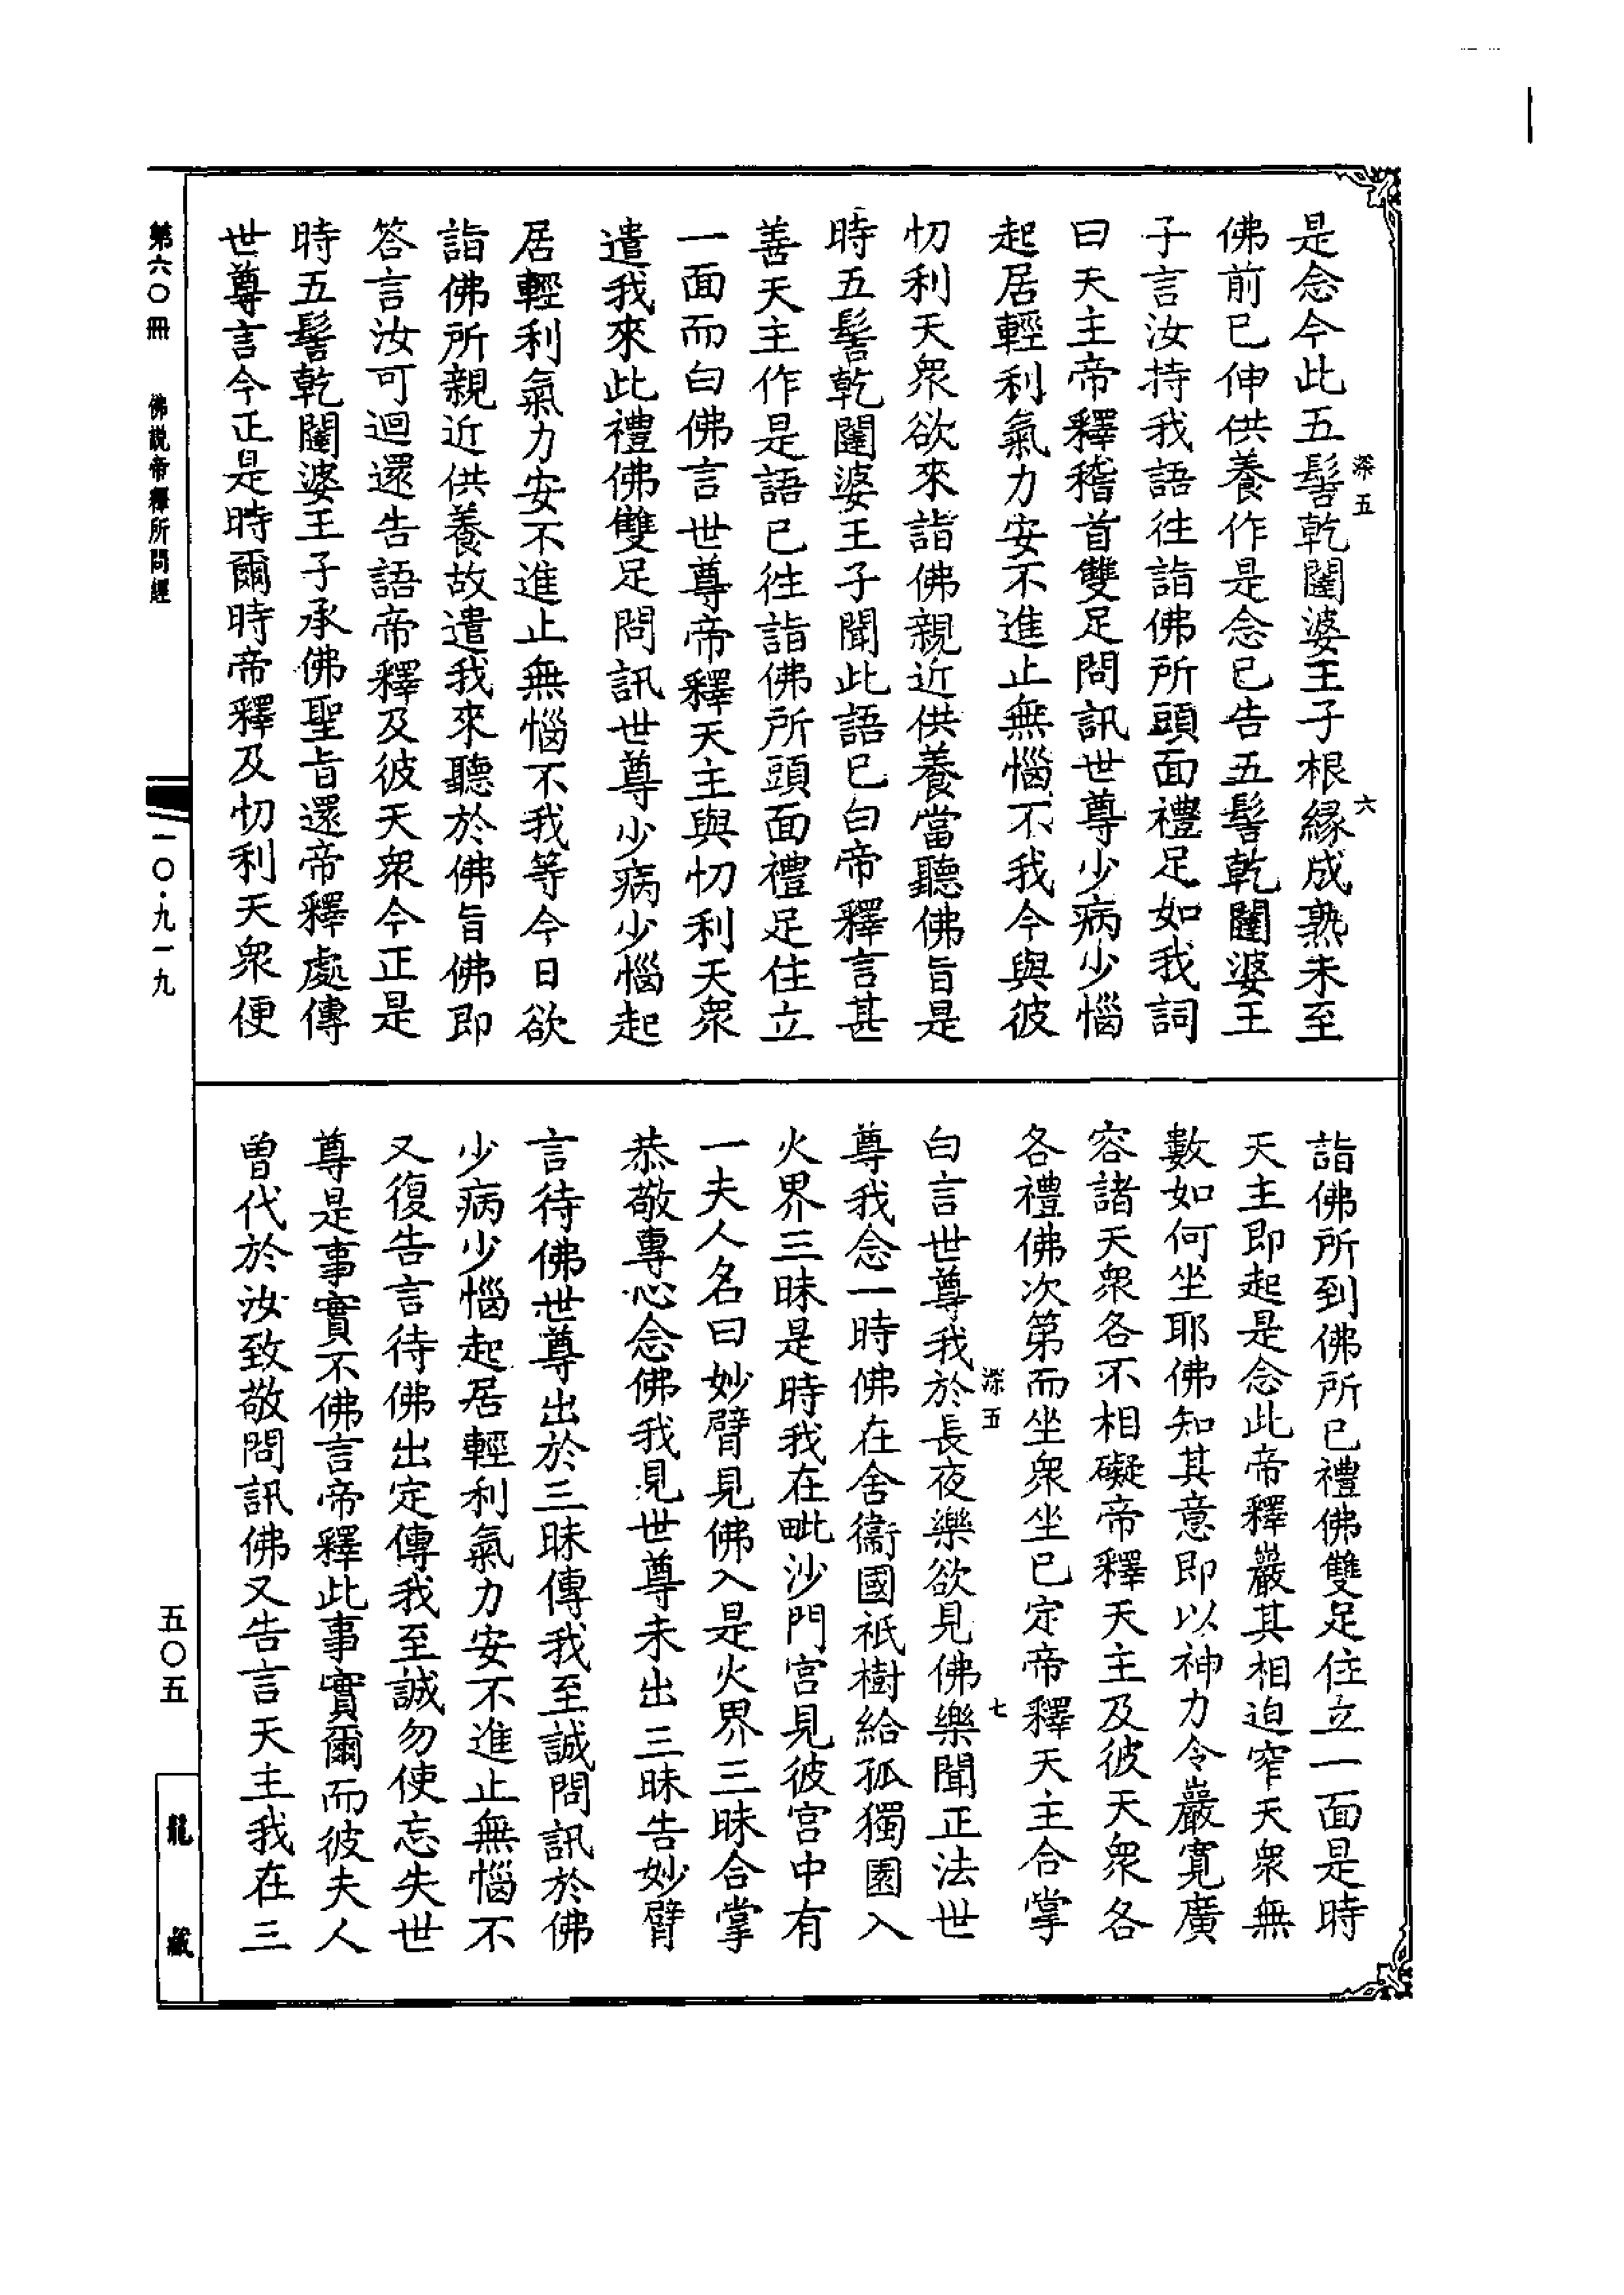 是念今此五髻乾闥婆王子根緣成熟未至
佛前已伸供養作是念已告五髻乾闥婆王
子言汝持我語往詣佛所頭面禮足如我詞
曰天主帝釋稽首雙足問訊世尊少病少惱
起居輕利氣力安不進止無惱不我今與彼
忉利天衆欲來詣佛親近供養當聽佛旨是
時五髻乾闥婆王子聞此語已白帝釋言甚
善天主作是語已往詣佛所頭面禮足住立
一面而白佛言世尊帝釋天主與忉利天衆
遣我來此禮佛雙足問訊世尊少病少惱起
居輕利氣力安不進止無惱不我等今日欲
詣佛所親近供養故遣我來聽於佛旨佛即
答言汝可迴還告語帝釋及彼天衆今正是
時五髻乾闥婆王子承佛聖旨還帝釋處傳
世尊言今正是時爾時帝釋及忉利天衆便
深五
六
詣佛所到佛所已禮佛雙足住立一面是時
天主即起是念此帝釋巖其相迫窄天衆無
數如何坐耶佛知其意即以神力令巖寬廣
容諸天衆各不相礙帝釋天主及彼天衆各
各禮佛次第而坐衆坐已定帝釋天主合掌
白言世尊我於長夜樂欲見佛樂聞正法世
尊我念一時佛在舍衞國祇樹給孤獨園入
火界三昧是時我在毗沙門宮見彼宮中有
一夫人名曰妙臂見佛入是火界三昧合掌
恭敬專心念佛我見世尊未出三昧告妙臂
言待佛世尊出於三昧傳我至誠問訊於佛
少病少惱起居輕利氣力安不進止無惱不
又復告言待佛出定傳我至誠勿使忘失世
尊是事實不佛言帝釋此事實爾而彼夫人
曾代於汝致敬問訊佛又告言天主我在三
深五
七
第六〇冊 佛說帝釋所問經
一〇·九一九
五〇五
龍藏